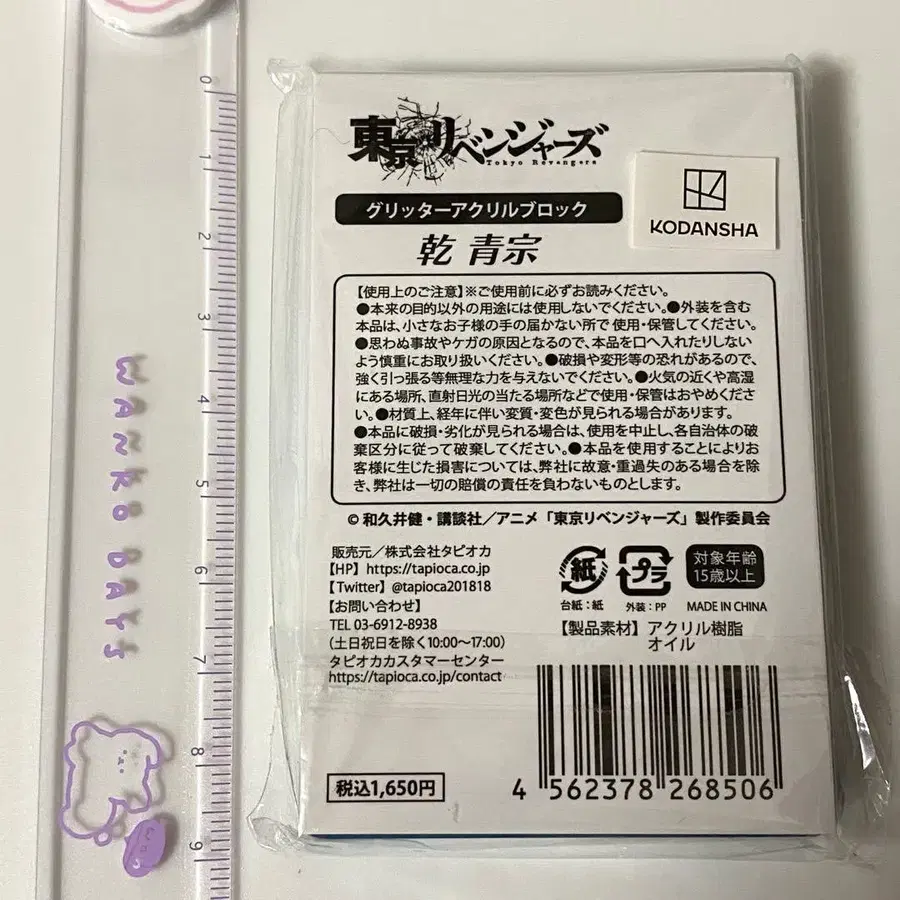 東京リベンジャーズ
Tokyo Revengers
グリッターアクリルブロック
KODANSHA
乾 青宗
【使用上のご注意】※ご使用前に必ずお読みください。
●本来の目的以外の用途には使用しないでください。●外装を含む
本品は、小さなお子様の手の届かない所で 使用・保管してください。
●思わぬ事故やケガの原因となるので、本品を口へ入れたりしない
よう慎重にお取り扱いください。●破損や変形等の恐れがあるので、
強く引っ張る等無理な力を与えないでください。●火気の近くや高湿
にある場所、直射日光の当たる場所などで使用・保管はおやめくださ
い。●材質上、経年に伴い変質・変色が見られる場合があります。
●本品に破損・劣化が見られる場合は、使用を中止し、各自治体の破
棄区分に従って破棄してください。●本品を使用することによりお
客様に生じた損害については、弊社に故意・重過失のある場合を除
き、弊社は一切の賠償の責任を負わないものとします。
© 和久井健・講談社／アニメ「東京リベンジャーズ」製作委員会
販売元／株式会社タピオカ
【HP】https://tapioca.co.jp
【Twitter】@tapioca201818
【お問い合わせ】
TEL 03-6912-8938
（土日祝日を除く10:00〜17:00）
タピオカカスタマーセンター
https://tapioca.co.jp/contact
紙
台紙：紙
プラ
外装：PP
対象年齢
15歳以上
MADE IN CHINA
【製品素材】アクリル樹脂
オイル
税込1,650円
4 562378 268506
0
1
2
3
4
5
6
7
8
9
WANKO DAYS